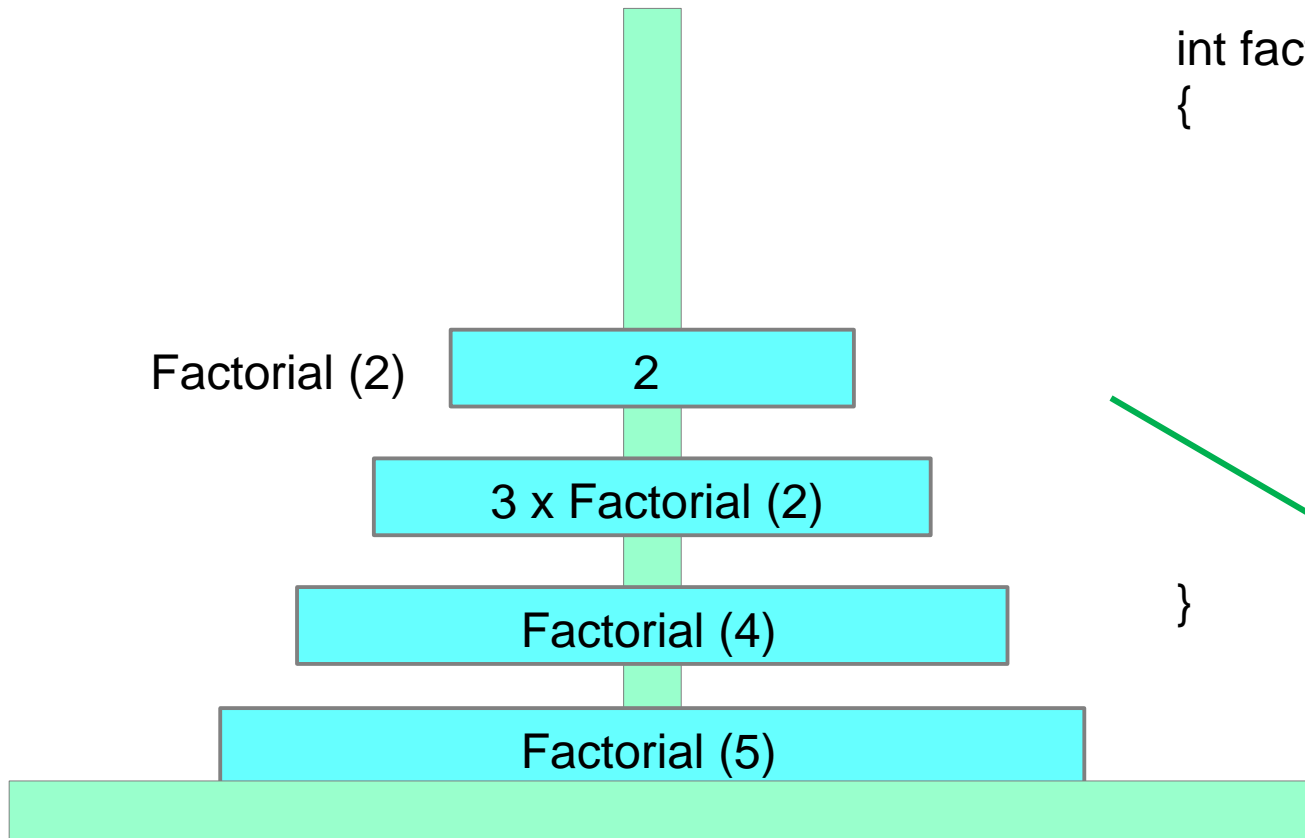 int fac
{
Factorial (2)
2
3 x Factorial (2)
Factorial (4)
}
Factorial (5)